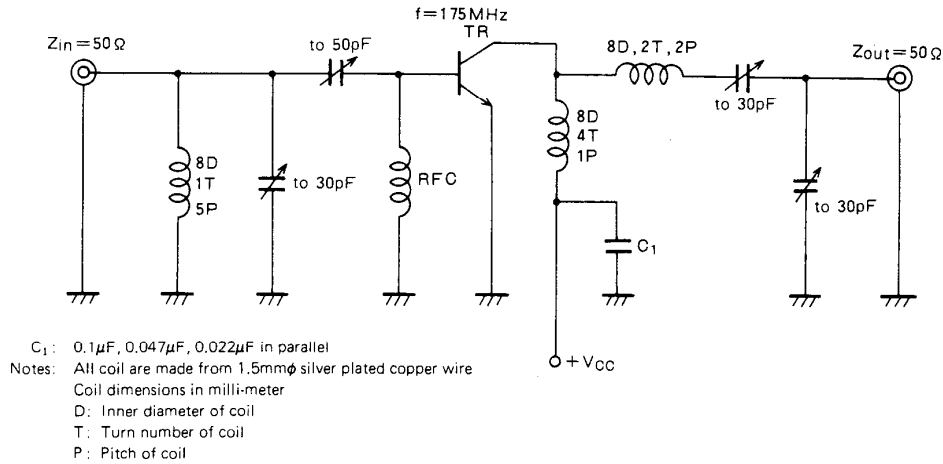 f=175MHz
TR
Zin=50Ω
to 50pF
8D, 2T, 2P
Zout=50Ω
to 30pF
8D
4T
1P
8D
1T
5P
to 30pF
RFC
to 30pF
C1
+VCC
C1: 0.1μF, 0.047μF, 0.022μF in parallel
Notes: All coil are made from 1.5mmφ silver plated copper wire
Coil dimensions in milli-meter
D: Inner diameter of coil
T: Turn number of coil
P: Pitch of coil